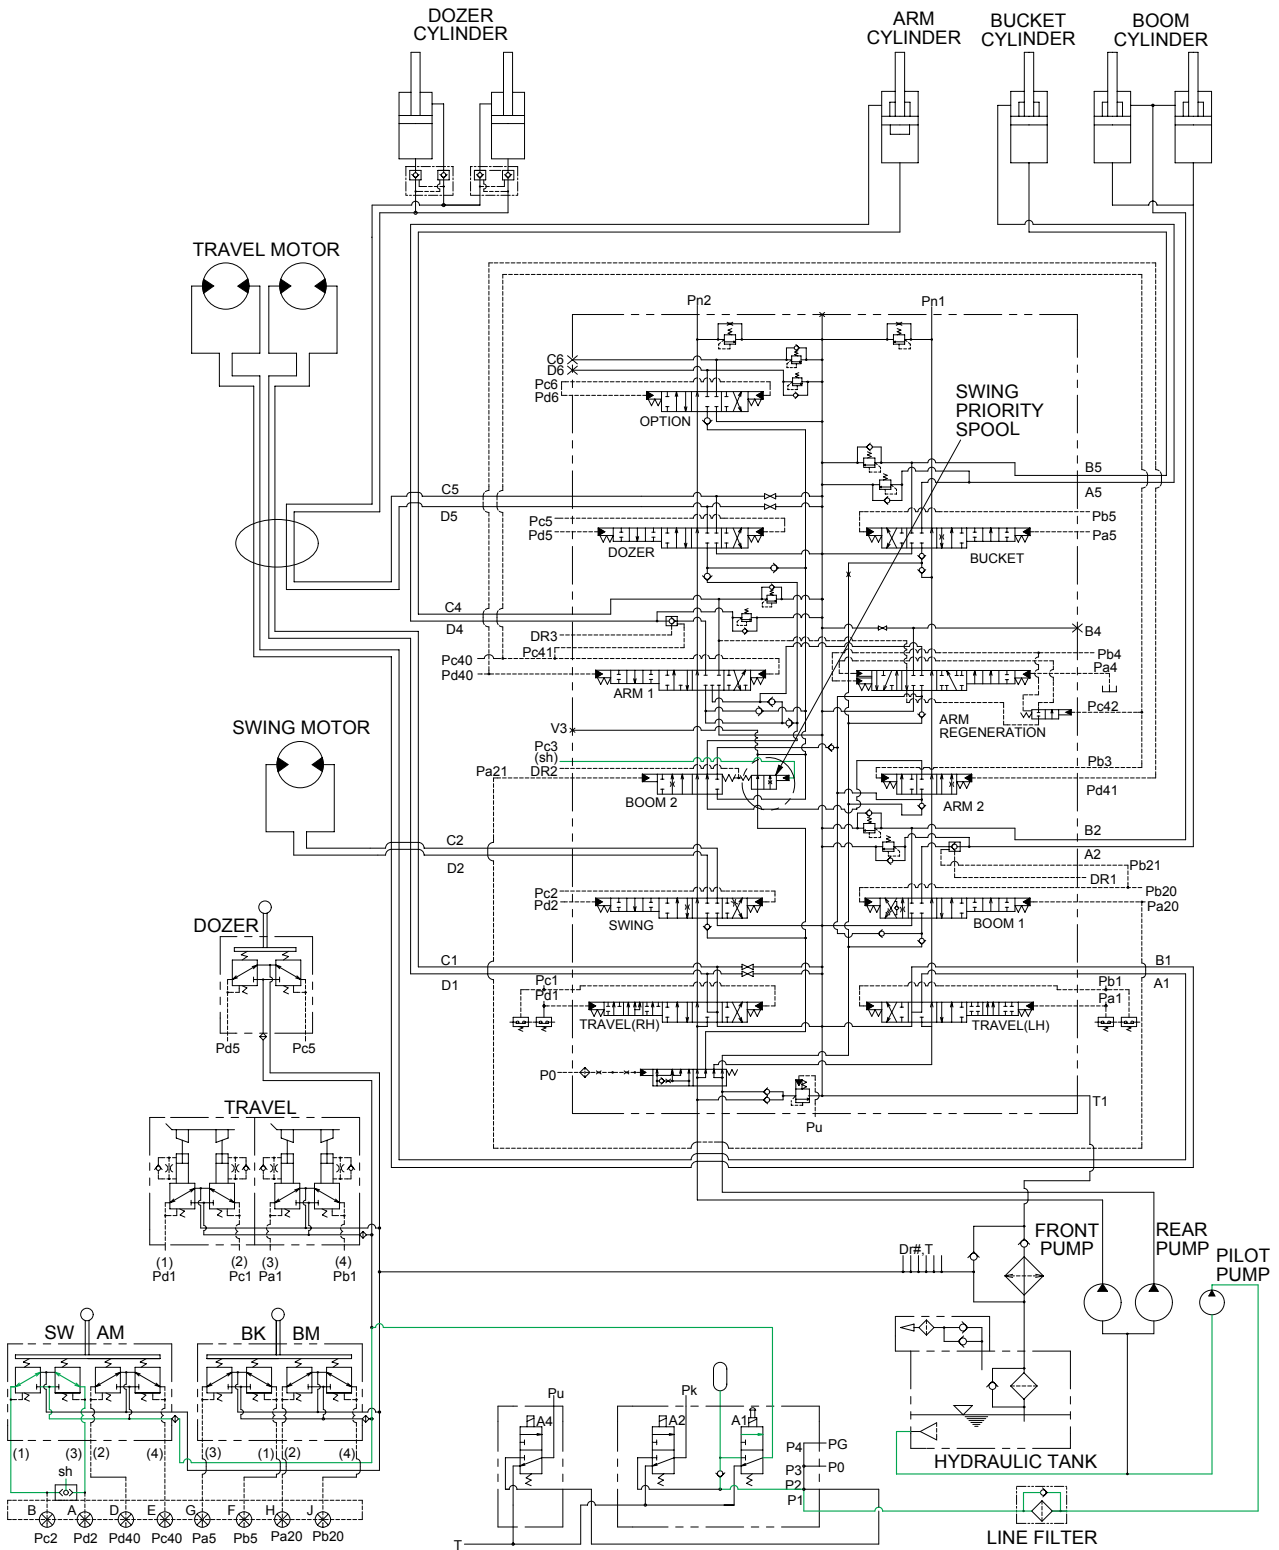 DOZER
CYLINDER
ARM
CYLINDER
BUCKET
CYLINDER
BOOM
CYLINDER
TRAVEL MOTOR
Pn2
Pn1
C6
D6
Pc6
Pd6
OPTION
SWING
PRIORITY
SPOOL
B5
A5
C5
D5
Pc5
Pd5
DOZER
Pb5
Pa5
BUCKET
C4
D4
DR3
Pc41
Pc40
Pd40
ARM 1
B4
Pb4
Pa4
Pc42
ARM
REGENERATION
SWING MOTOR
V3
Pc3
(sh)
DR2
Pa21
BOOM 2
Pb3
Pd41
ARM 2
C2
D2
B2
A2
Pb21
DR1
Pc2
Pd2
SWING
Pb20
Pa20
BOOM 1
DOZER
Pd5
Pc5
C1
D1
B1
A1
Pc1
Pd1
TRAVEL(RH)
Pb1
Pa1
TRAVEL(LH)
P0
Pu
T1
TRAVEL
(1)
Pd1
(2)
Pc1
(3)
Pa1
(4)
Pb1
Dr#,T
FRONT
PUMP
REAR
PUMP
PILOT
PUMP
SW AM
BK BM
(1)
(3)
(2)
(4)
(3)
(1)
(2)
(4)
sh
B A D E G F H J
Pc2 Pd2 Pd40 Pc40 Pa5 Pb5 Pa20 Pb20
Pu
A4
Pk
A2
A1
P4
PG
P3
P0
P2
P1
T
HYDRAULIC TANK
LINE FILTER